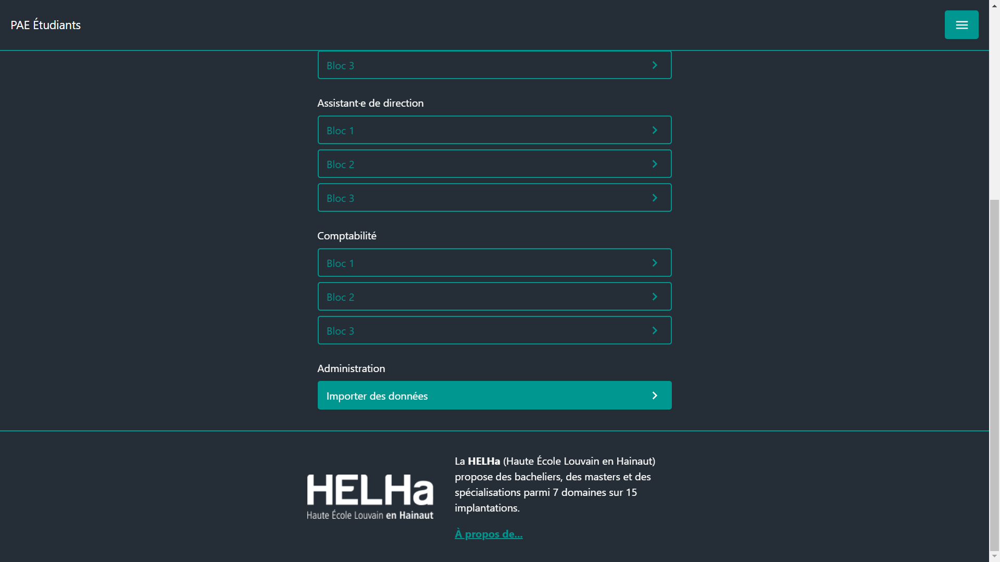 PAE Étudiants
Bloc 3
Assistant·e de direction
Bloc 1
Bloc 2
Bloc 3
Comptabilité
Bloc 1
Bloc 2
Bloc 3
Administration
Importer des données
HELHa
Haute École Louvain en Hainaut
La HELHa (Haute École Louvain en Hainaut)
propose des bacheliers, des masters et des
spécialisations parmi 7 domaines sur 15
implantations.
À propos de...